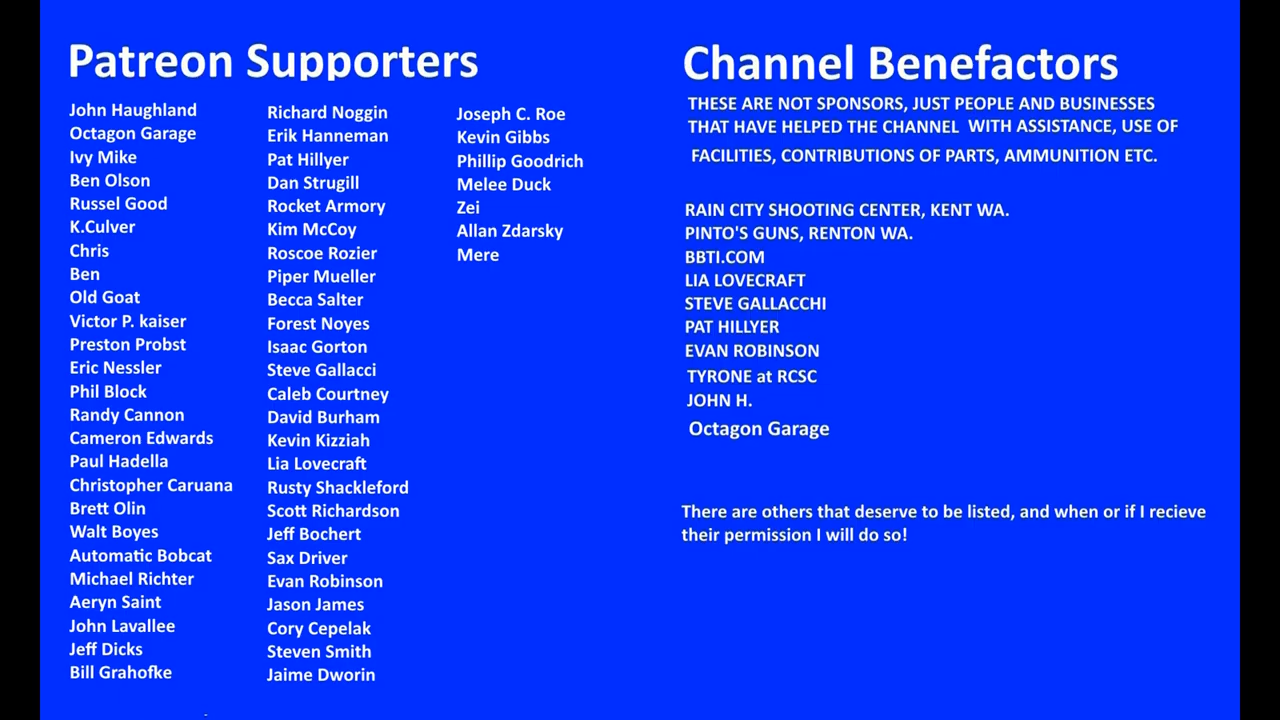 Patreon Supporters
John Haughland
Octagon Garage
Ivy Mike
Ben Olson
Russel Good
K.Culver
Chris
Ben
Old Goat
Victor P. kaiser
Preston Probst
Eric Nessler
Phil Block
Randy Cannon
Cameron Edwards
Paul Hadella
Christopher Caruana
Brett Olin
Walt Boyes
Automatic Bobcat
Michael Richter
Aeryn Saint
John Lavallee
Jeff Dicks
Bill Grahofke
Richard Noggin
Erik Hanneman
Pat Hillyer
Dan Strugill
Rocket Armory
Kim McCoy
Roscoe Rozier
Piper Mueller
Becca Salter
Forest Noyes
Isaac Gorton
Steve Gallacci
Caleb Courtney
David Burham
Kevin Kizziah
Lia Lovecraft
Rusty Shackleford
Scott Richardson
Jeff Bochert
Sax Driver
Evan Robinson
Jason James
Cory Cepelak
Steven Smith
Jaime Dworin
Joseph C. Roe
Kevin Gibbs
Phillip Goodrich
Melee Duck
Zei
Allan Zdarsky
Mere
Channel Benefactors
THESE ARE NOT SPONSORS, JUST PEOPLE AND BUSINESSES
THAT HAVE HELPED THE CHANNEL WITH ASSISTANCE, USE OF
FACILITIES, CONTRIBUTIONS OF PARTS, AMMUNITION ETC.
RAIN CITY SHOOTING CENTER, KENT WA.
PINTO'S GUNS, RENTON WA.
BBTI.COM
LIA LOVECRAFT
STEVE GALLACCHI
PAT HILLYER
EVAN ROBINSON
TYRONE at RCSC
JOHN H.
Octagon Garage
There are others that deserve to be listed, and when or if I recieve
their permission I will do so!